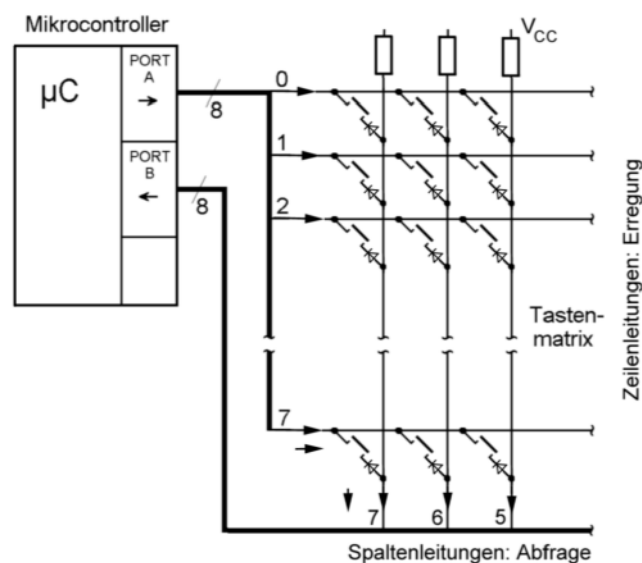 Mikrocontroller
µC
PORT
A
8
PORT
B
8
0
1
2
7
V_CC
7
6
5
Tasten-
matrix
Zeilenleitungen: Erregung
Spaltenleitungen: Abfrage